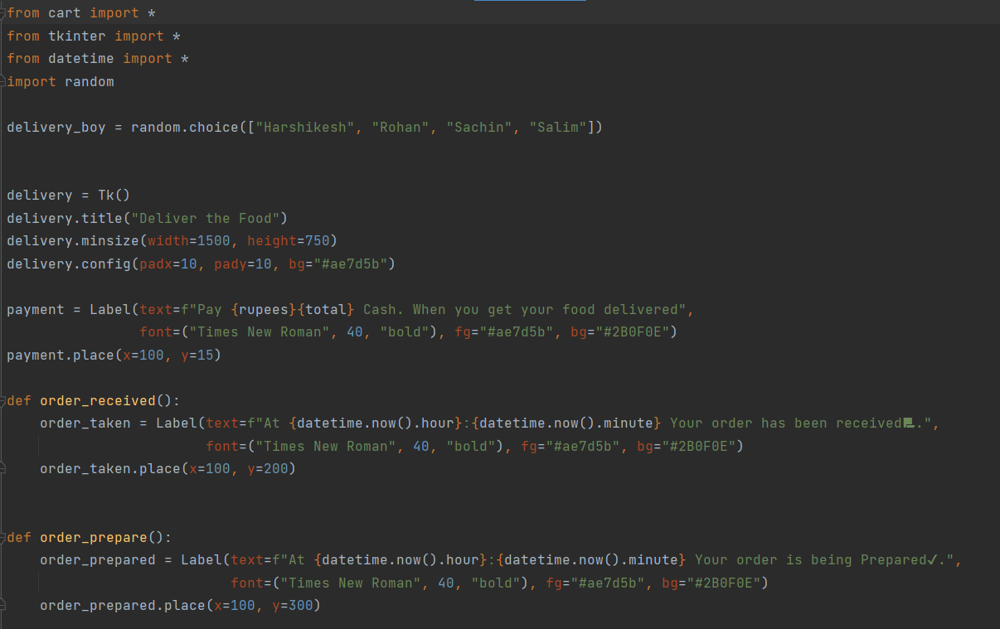 from cart import *
from tkinter import *
from datetime import *
import random
delivery_boy = random.choice(["Harshikesh", "Rohan", "Sachin", "Salim"])
delivery = Tk()
delivery.title("Deliver the Food")
delivery.minsize(width=1500, height=750)
delivery.config(padx=10, pady=10, bg="#ae7d5b")
payment = Label(text=f"Pay {rupees}{total} Cash. When you get your food delivered",
font=("Times New Roman", 40, "bold"), fg="#ae7d5b", bg="#2B0F0E")
payment.place(x=100, y=15)
def order_received():
order_taken = Label(text=f"At {datetime.now().hour}:{datetime.now().minute} Your order has been received.",
font=("Times New Roman", 40, "bold"), fg="#ae7d5b", bg="#2B0F0E")
order_taken.place(x=100, y=200)
def order_prepare():
order_prepared = Label(text=f"At {datetime.now().hour}:{datetime.now().minute} Your order is being Prepared✓.",
font=("Times New Roman", 40, "bold"), fg="#ae7d5b", bg="#2B0F0E")
order_prepared.place(x=100, y=300)